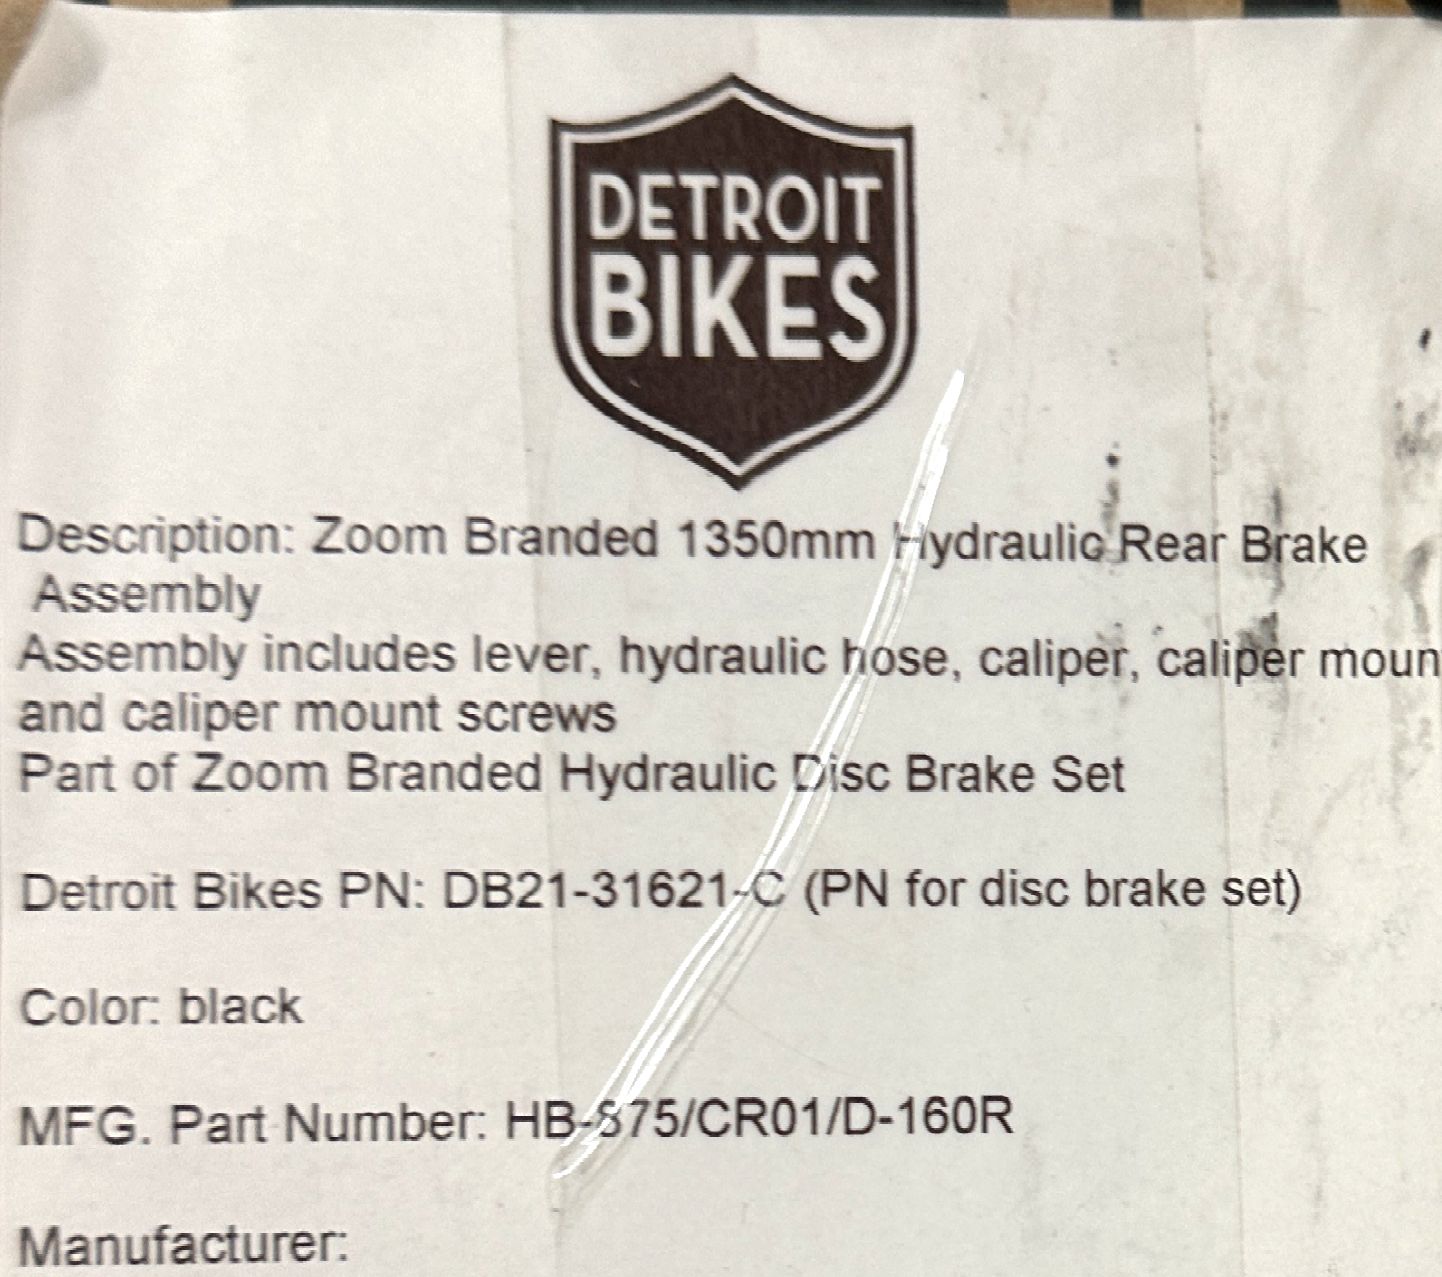 DETROIT
BIKES
Description: Zoom Branded 1350mm Hydraulic Rear Brake
Assembly
Assembly includes lever, hydraulic hose, caliper, caliper moun
and caliper mount screws
Part of Zoom Branded Hydraulic Disc Brake Set
Detroit Bikes PN: DB21-31621-C (PN for disc brake set)
Color: black
MFG. Part Number: HB-875/CR01/D-160R
Manufacturer: